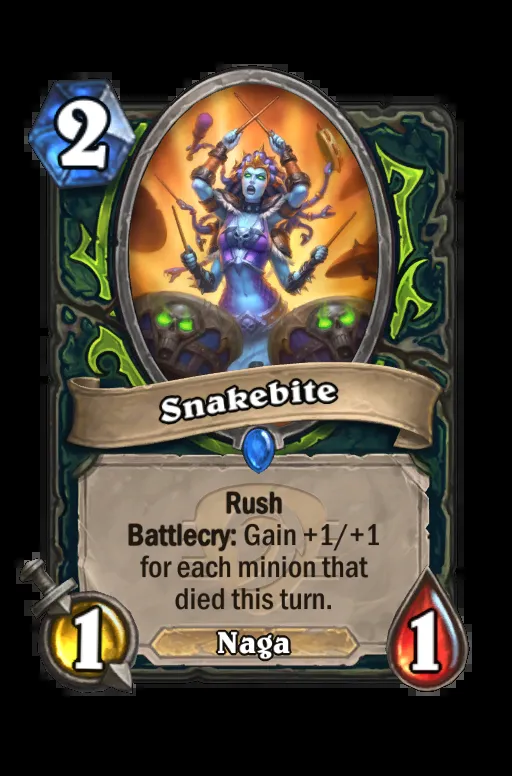 2
Snakebite
Rush
Battlecry: Gain +1/+1
for each minion that
died this turn.
1
Naga
1